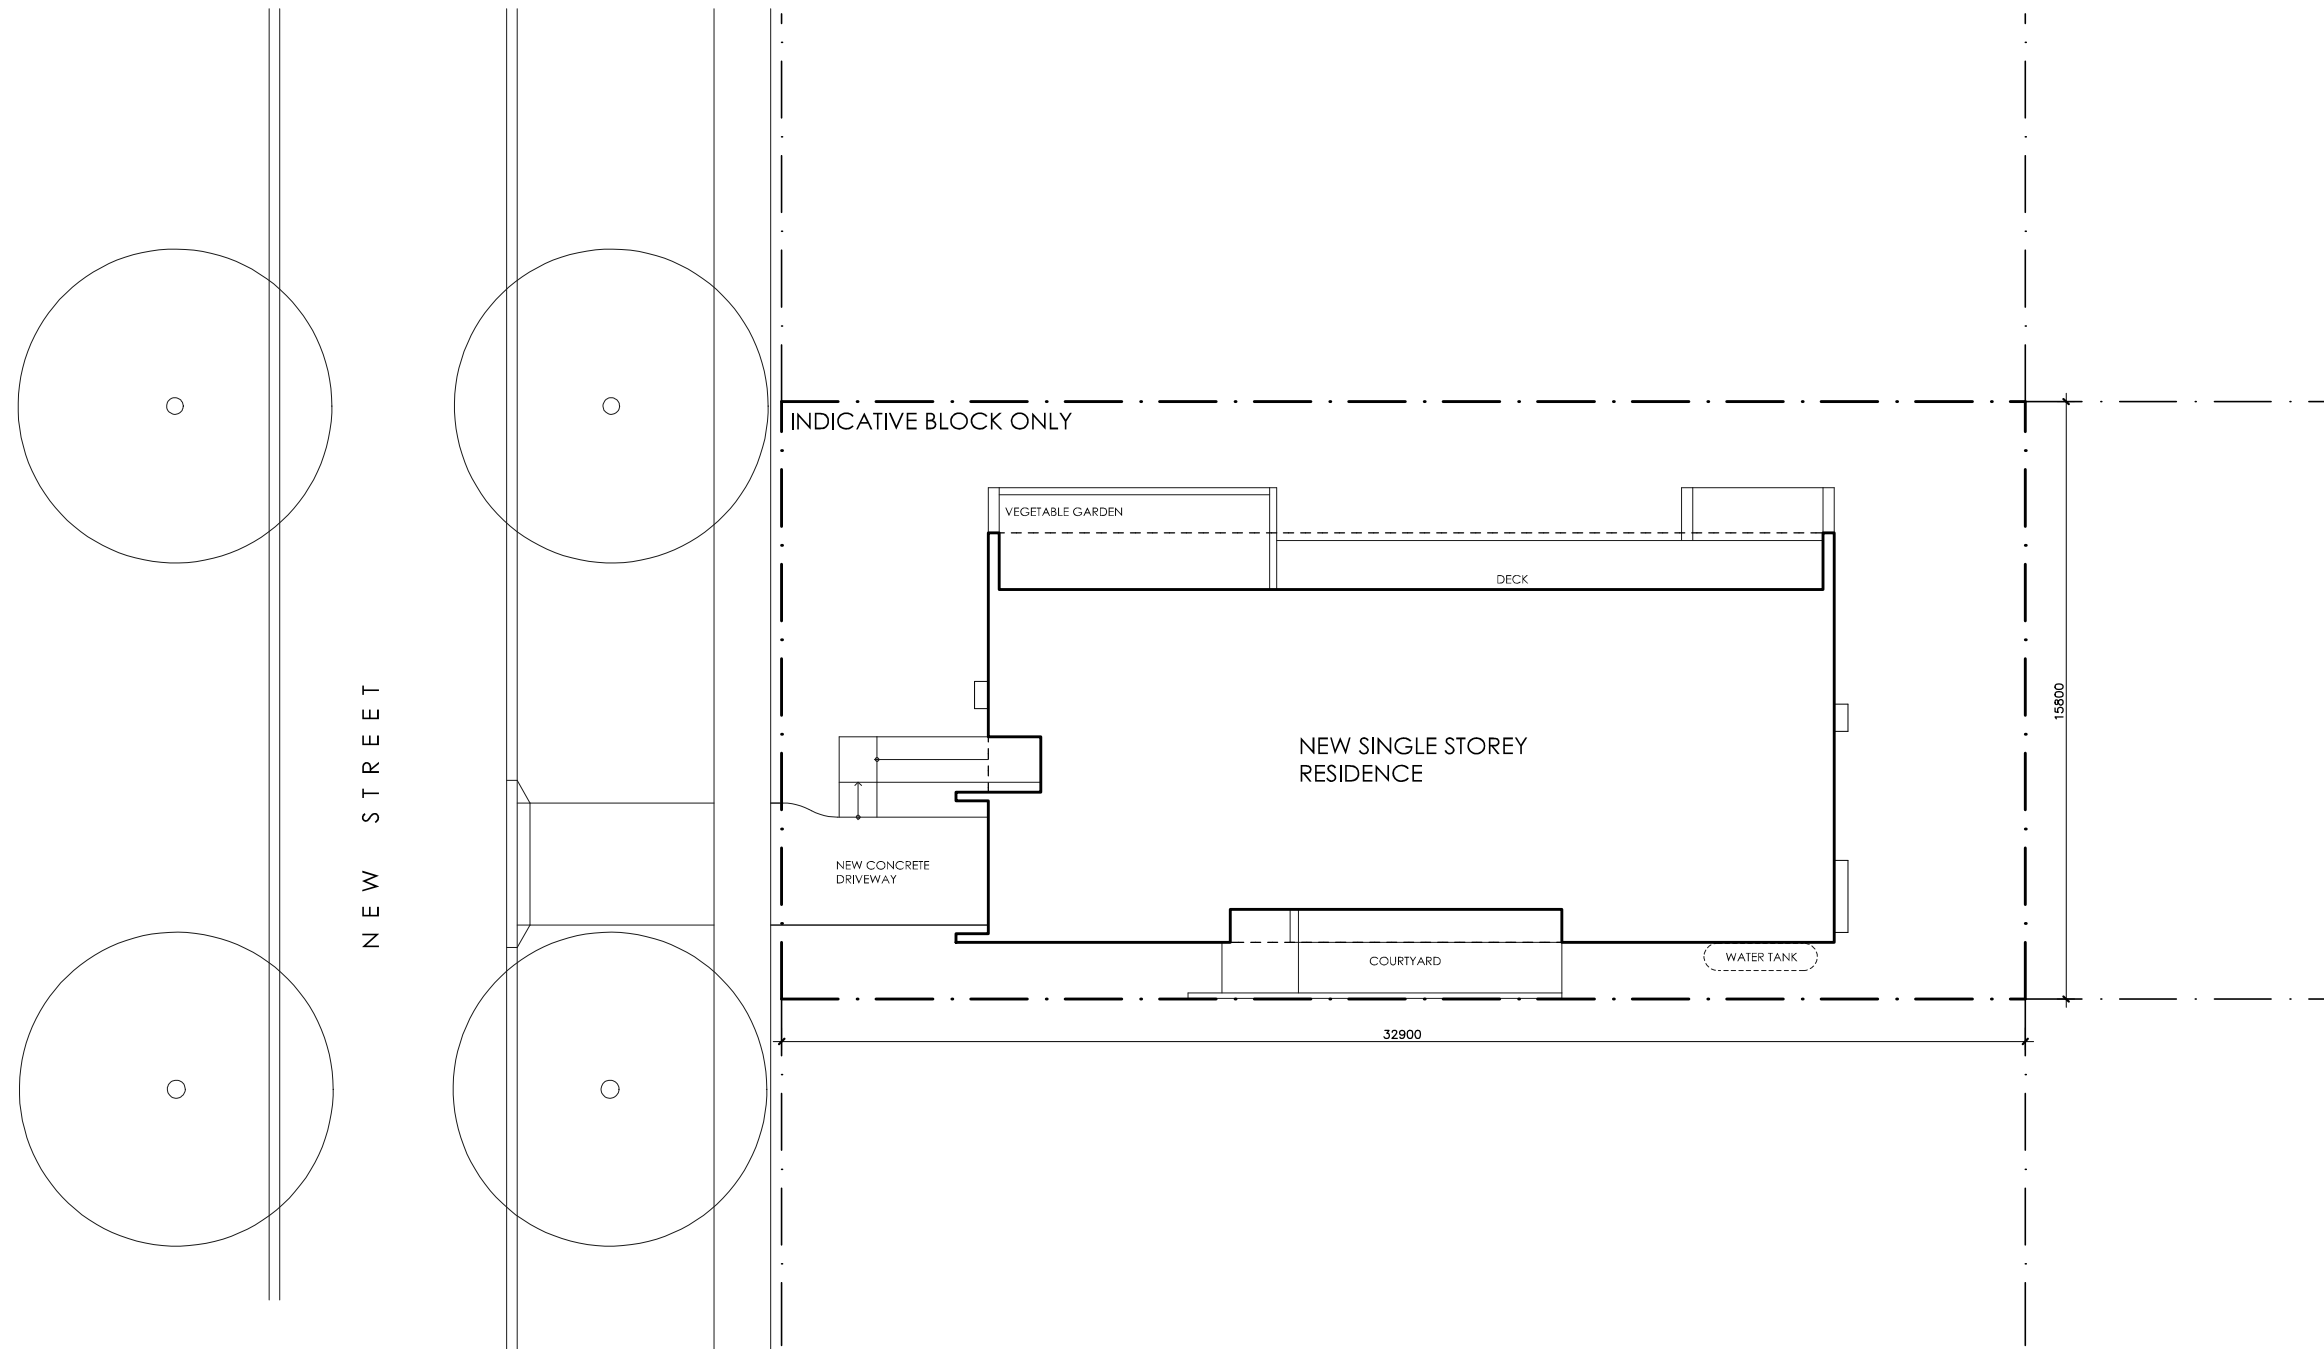 INDICATIVE BLOCK ONLY
VEGETABLE GARDEN
DECK
NEW STREET
15800
NEW SINGLE STOREY
RESIDENCE
NEW CONCRETE
DRIVEWAY
COURTYARD
WATER TANK
32900